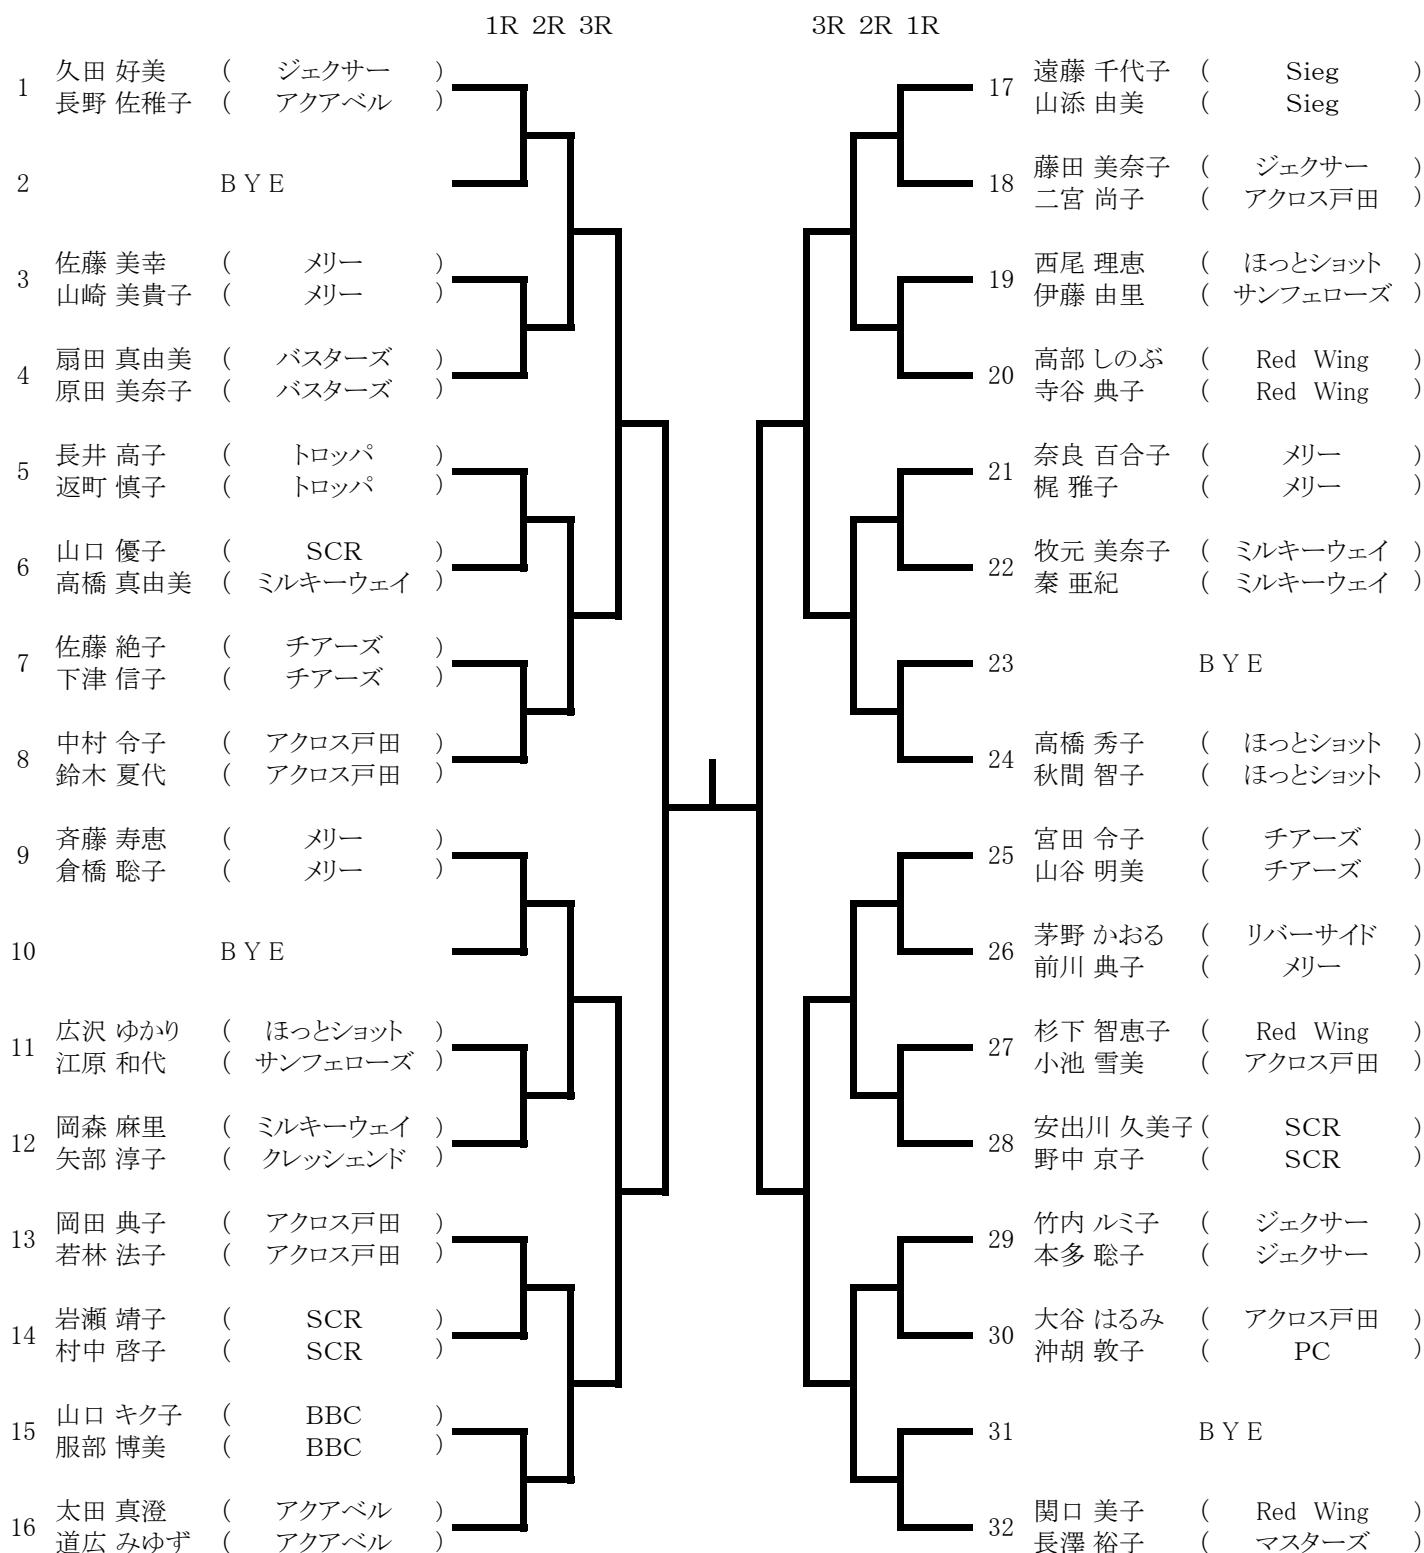 1R 2R 3R
1 久田 好美 ( ジェクサー )
長野 佐稚子 ( アクアベル )
2 BYE
3 佐藤 美幸 ( メリー )
山崎 美貴子 ( メリー )
4 扇田 真由美 ( バスターズ )
原田 美奈子 ( バスターズ )
5 長井 高子 ( トロッパ )
返町 慎子 ( トロッパ )
6 山口 優子 ( SCR )
高橋 真由美 ( ミルキーウェイ )
7 佐藤 絶子 ( チアーズ )
下津 信子 ( チアーズ )
8 中村 令子 ( アクロス戸田 )
鈴木 夏代 ( アクロス戸田 )
9 斉藤 寿恵 ( メリー )
倉橋 聡子 ( メリー )
10 BYE
11 広沢 ゆかり ( ほっとショット )
江原 和代 ( サンフェローズ )
12 岡森 麻里 ( ミルキーウェイ )
矢部 淳子 ( クレッシェンド )
13 岡田 典子 ( アクロス戸田 )
若林 法子 ( アクロス戸田 )
14 岩瀬 靖子 ( SCR )
村中 啓子 ( SCR )
15 山口 キク子 ( BBC )
服部 博美 ( BBC )
16 太田 真澄 ( アクアベル )
道広 みゆず ( アクアベル )
3R 2R 1R
17 遠藤 千代子 ( Sieg )
山添 由美 ( Sieg )
18 藤田 美奈子 ( ジェクサー )
二宮 尚子 ( アクロス戸田 )
19 西尾 理恵 ( ほっとショット )
伊藤 由里 ( サンフェローズ )
20 高部 しのぶ ( Red Wing )
寺谷 典子 ( Red Wing )
21 奈良 百合子 ( メリー )
梶 雅子 ( メリー )
22 牧元 美奈子 ( ミルキーウェイ )
秦 亜紀 ( ミルキーウェイ )
23 BYE
24 高橋 秀子 ( ほっとショット )
秋間 智子 ( ほっとショット )
25 宮田 令子 ( チアーズ )
山谷 明美 ( チアーズ )
26 茅野 かおる ( リバーサイド )
前川 典子 ( メリー )
27 杉下 智恵子 ( Red Wing )
小池 雪美 ( アクロス戸田 )
28 安出川 久美子 ( SCR )
野中 京子 ( SCR )
29 竹内 ルミ子 ( ジェクサー )
本多 聡子 ( ジェクサー )
30 大谷 はるみ ( アクロス戸田 )
沖胡 敦子 ( PC )
31 BYE
32 関口 美子 ( Red Wing )
長澤 裕子 ( マスターズ )